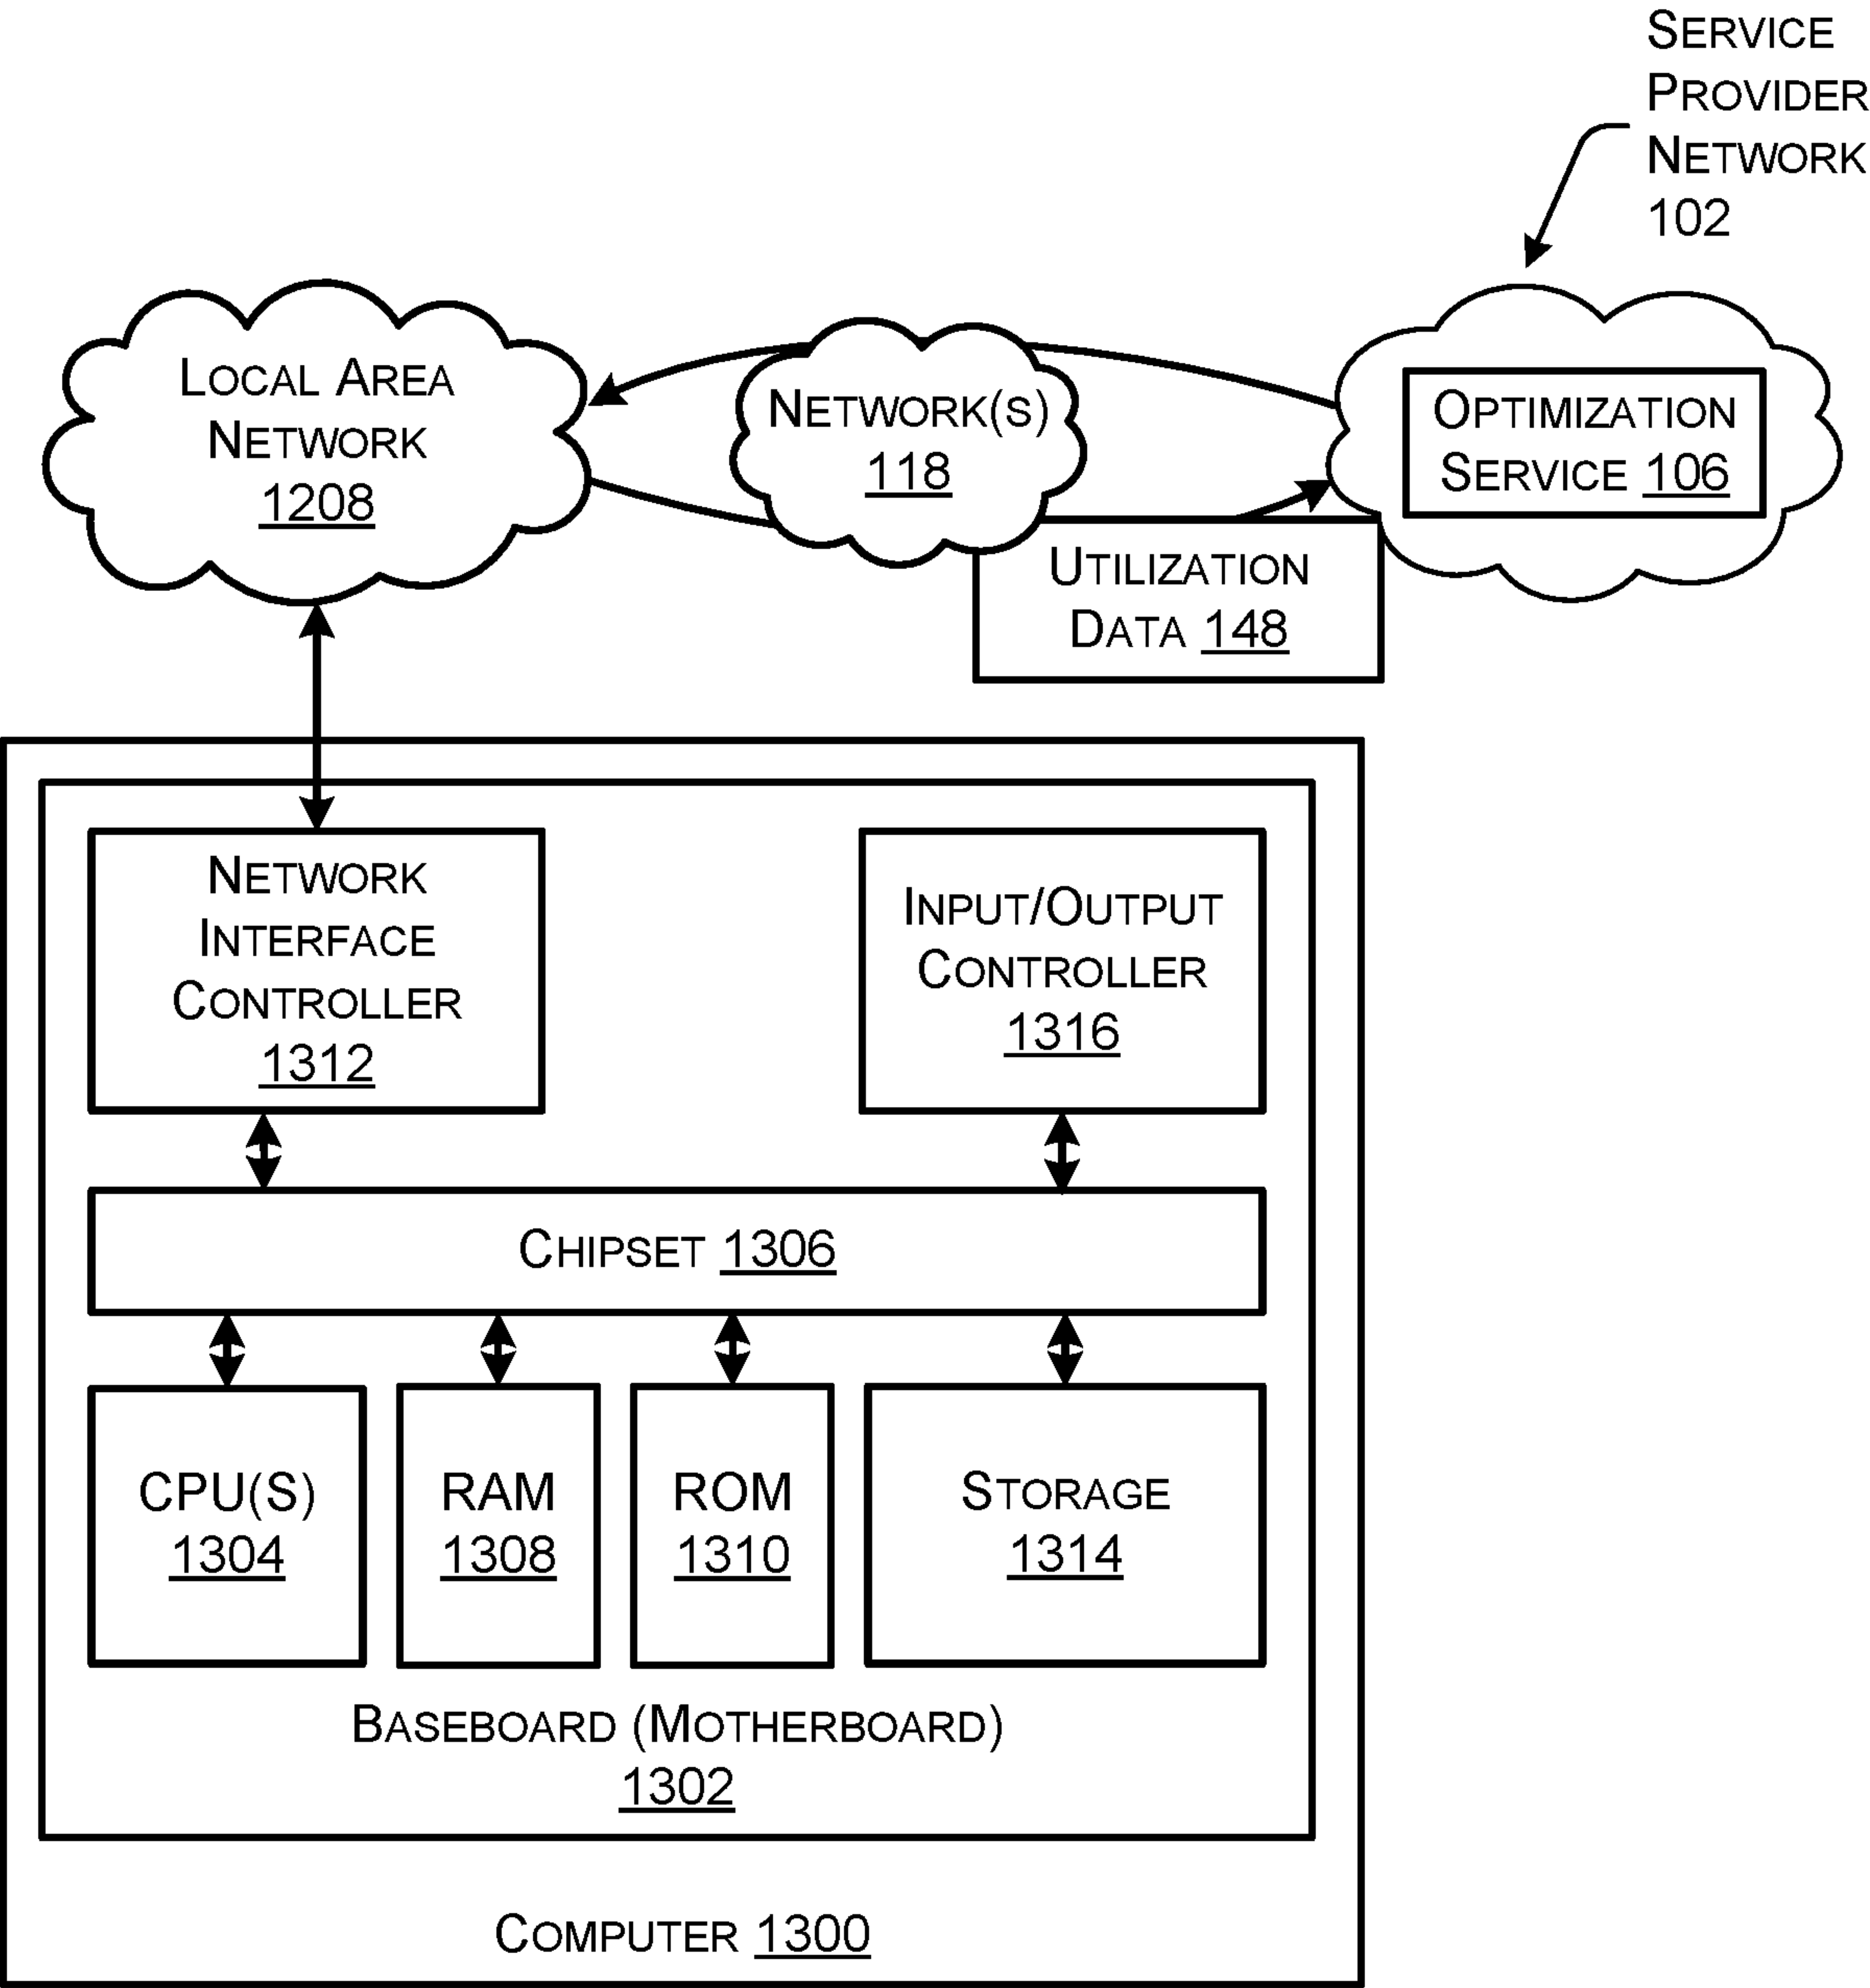 SERVICE
PROVIDER
NETWORK
102
LOCAL AREA
NETWORK
1208
NETWORK(S)
118
OPTIMIZATION
SERVICE 106
UTILIZATION
DATA 148
NETWORK
INTERFACE
CONTROLLER
1312
INPUT/OUTPUT
CONTROLLER
1316
CHIPSET 1306
CPU(S)
1304
RAM
1308
ROM
1310
STORAGE
1314
BASEBOARD (MOTHERBOARD)
1302
COMPUTER 1300